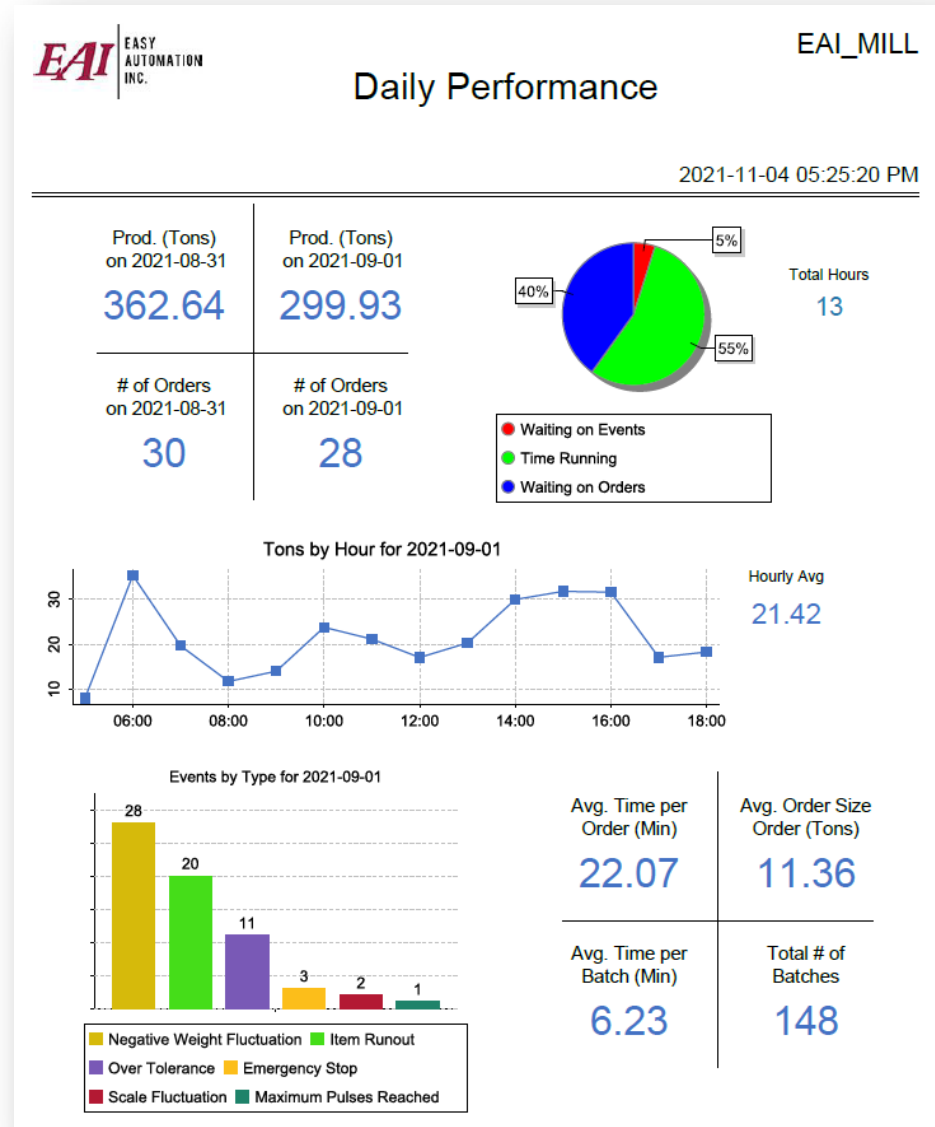 EAI
EASY
AUTOMATION
INC.
EAI_MILL
Daily Performance
2021-11-04 05:25:20 PM
Prod. (Tons)
on 2021-08-31
362.64
Prod. (Tons)
on 2021-09-01
299.93
# of Orders
on 2021-08-31
30
# of Orders
on 2021-09-01
28
5%
40%
55%
Total Hours
13
Waiting on Events
Time Running
Waiting on Orders
Tons by Hour for 2021-09-01
30
20
10
06:00 08:00 10:00 12:00 14:00 16:00 18:00
Hourly Avg
21.42
Events by Type for 2021-09-01
28
20
11
3
2
1
Negative Weight Fluctuation Item Runout
Over Tolerance Emergency Stop
Scale Fluctuation Maximum Pulses Reached
Avg. Time per
Order (Min)
22.07
Avg. Order Size
Order (Tons)
11.36
Avg. Time per
Batch (Min)
6.23
Total # of
Batches
148